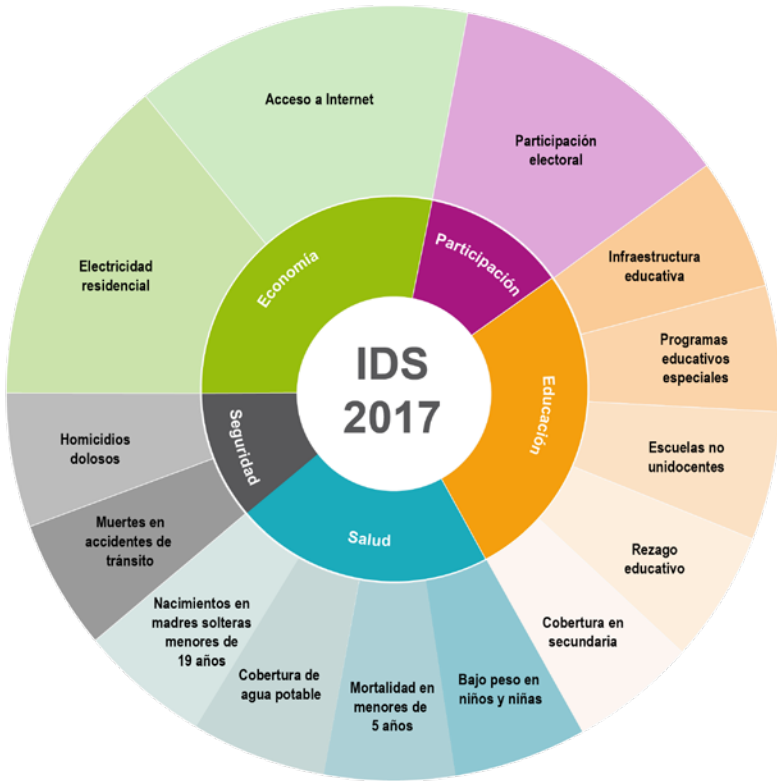 IDS
2017
Economía
Participación
Educación
Salud
Seguridad
Acceso a Internet
Participación
electoral
Infraestructura
educativa
Programas
educativos
especiales
Escuelas no
unidocentes
Rezago
educativo
Cobertura en
secundaria
Bajo peso en
niños y niñas
Mortalidad en
menores de
5 años
Cobertura de
agua potable
Nacimientos en
madres solteras
menores de
19 años
Muertes en
accidentes de
tránsito
Homicidios
dolosos
Electricidad
residencial